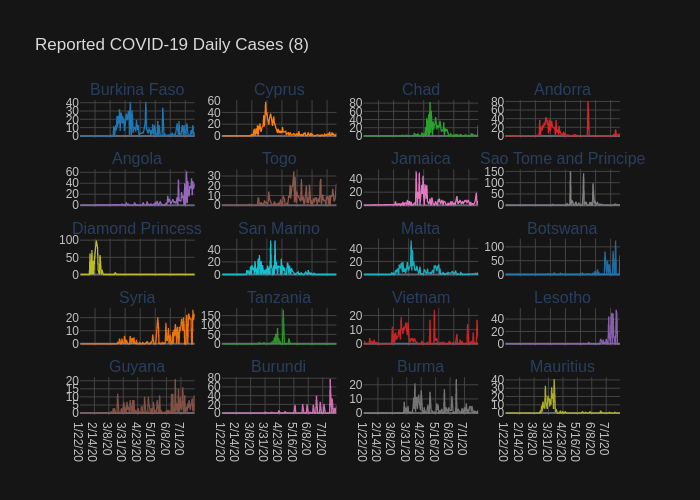 Reported COVID-19 Daily Cases (8)
Burkina Faso Cyprus Chad Andorra
40 30 20 10 0 60 40 20 0 80 60 40 20 0 80 60 40 20 0
Angola Togo Jamaica Sao Tome and Principe
60 40 20 0 30 20 10 0 40 20 0 150 100 50 0
Diamond Princess San Marino Malta Botswana
100 50 0 40 20 0 40 20 0 100 50 0
Syria Tanzania Vietnam Lesotho
20 10 0 150 100 50 0 20 10 0 40 20 0
Guyana Burundi Burma Mauritius
20 15 10 5 0 80 60 40 20 0 20 10 0 40 30 20 10 0
1/22/20 2/14/20 3/8/20 3/31/20 4/23/20 5/16/20 6/8/20 7/1/20 1/22/20 2/14/20 3/8/20 3/31/20 4/23/20 5/16/20 6/8/20 7/1/20 1/22/20 2/14/20 3/8/20 3/31/20 4/23/20 5/16/20 6/8/20 7/1/20 1/22/20 2/14/20 3/8/20 3/31/20 4/23/20 5/16/20 6/8/20 7/1/20